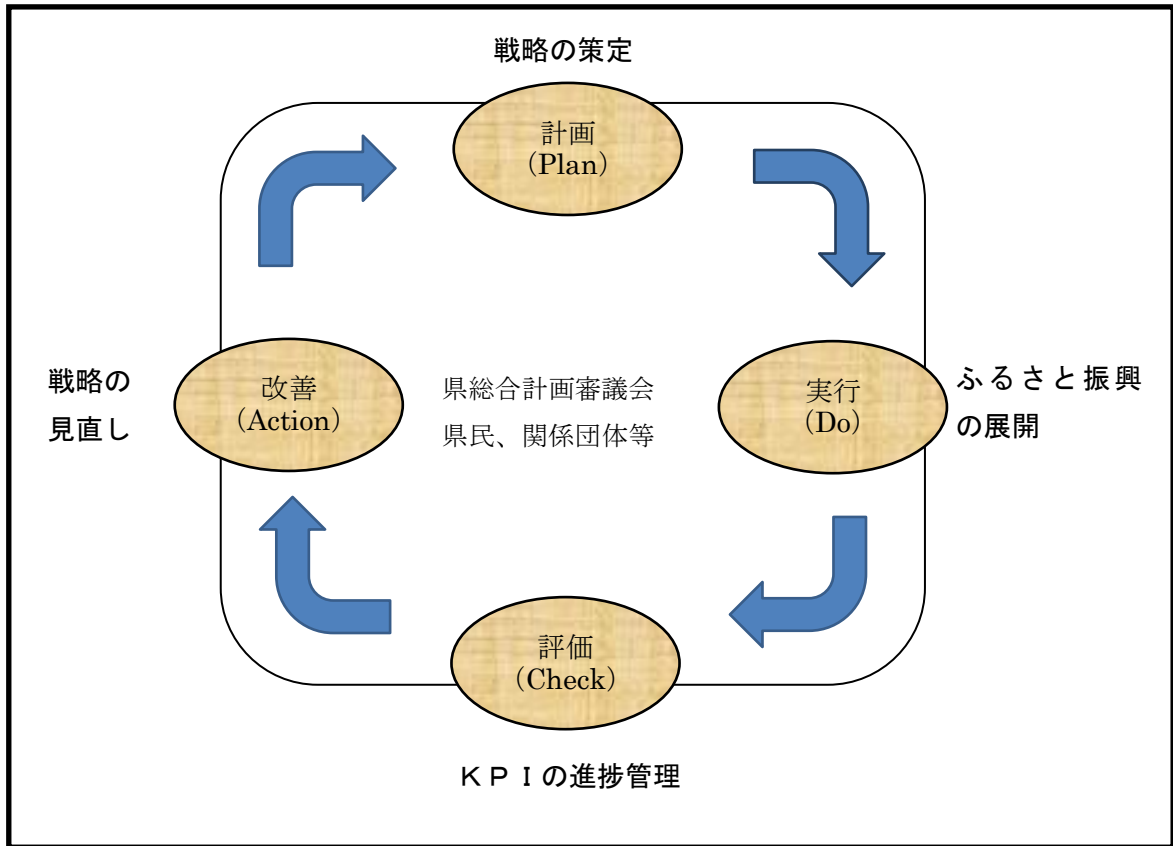 戦略の策定
計画
（Plan）
戦略の
見直し
改善
（Action）
県総合計画審議会
県民、関係団体等
実行
（Do）
ふるさと振興
の展開
評価
（Check）
ＫＰＩの進捗管理